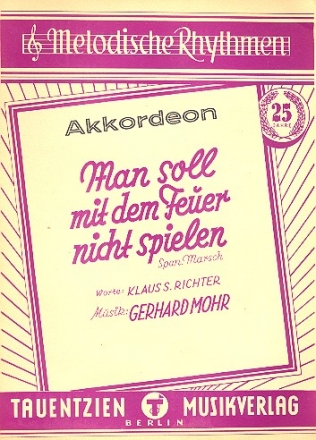 Melodische Rhythmen
25
JAHRE
Akkordeon
Man soll
mit dem Feuer
nicht spielen
Span. Marsch
Worte: KLAUS S. RICHTER
Musik: GERHARD MOHR
TAUENTZIEN T MUSIKVERLAG
BERLIN